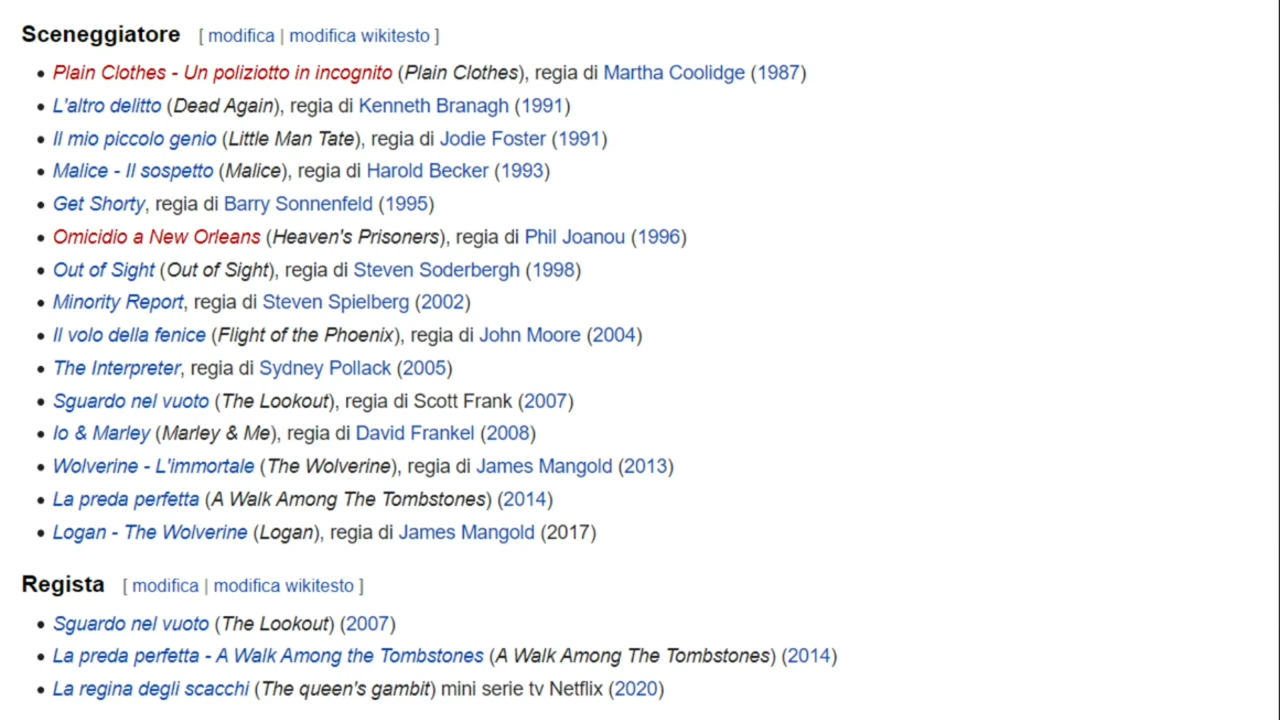 Sceneggiatore [ modifica | modifica wikitesto ]
• Plain Clothes - Un poliziotto in incognito (Plain Clothes), regia di Martha Coolidge (1987)
• L'altro delitto (Dead Again), regia di Kenneth Branagh (1991)
• Il mio piccolo genio (Little Man Tate), regia di Jodie Foster (1991)
• Malice - Il sospetto (Malice), regia di Harold Becker (1993)
• Get Shorty, regia di Barry Sonnenfeld (1995)
• Omicidio a New Orleans (Heaven's Prisoners), regia di Phil Joanou (1996)
• Out of Sight (Out of Sight), regia di Steven Soderbergh (1998)
• Minority Report, regia di Steven Spielberg (2002)
• Il volo della fenice (Flight of the Phoenix), regia di John Moore (2004)
• The Interpreter, regia di Sydney Pollack (2005)
• Sguardo nel vuoto (The Lookout), regia di Scott Frank (2007)
• Io & Marley (Marley & Me), regia di David Frankel (2008)
• Wolverine - L'immortale (The Wolverine), regia di James Mangold (2013)
• La preda perfetta (A Walk Among The Tombstones) (2014)
• Logan - The Wolverine (Logan), regia di James Mangold (2017)
Regista [ modifica | modifica wikitesto ]
• Sguardo nel vuoto (The Lookout) (2007)
• La preda perfetta - A Walk Among the Tombstones (A Walk Among The Tombstones) (2014)
• La regina degli scacchi (The queen's gambit) mini serie tv Netflix (2020)